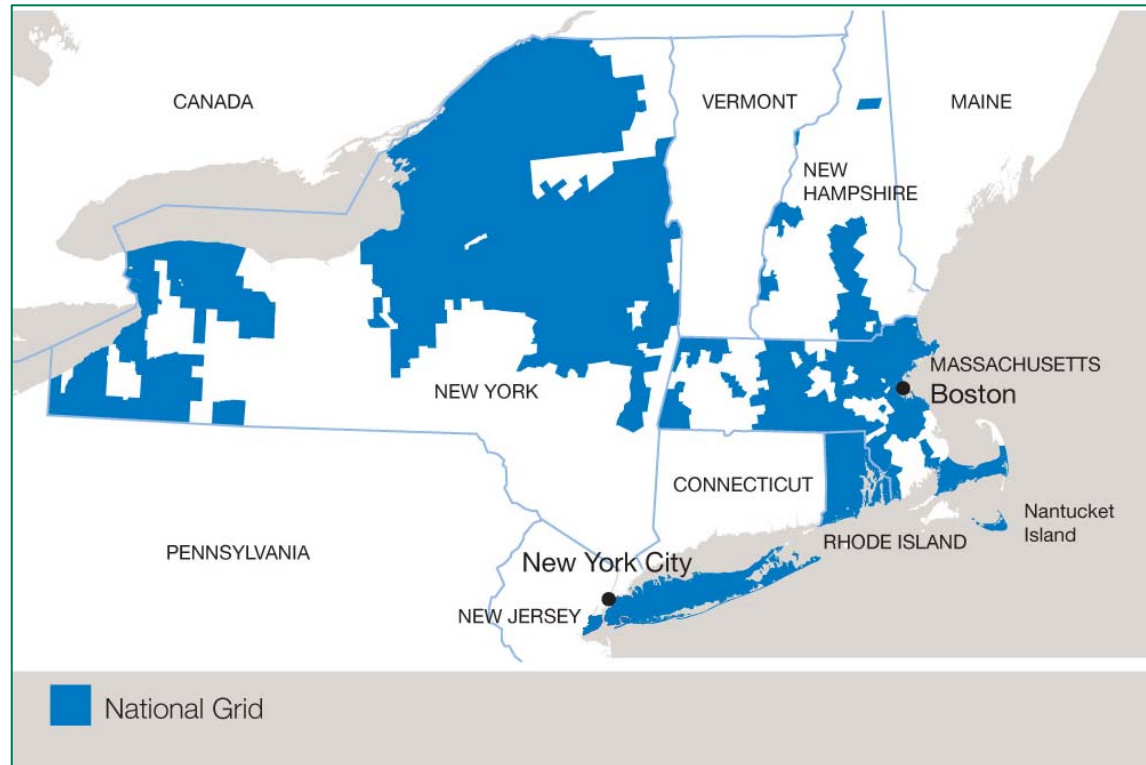 CANADA
VERMONT
MAINE
NEW
HAMPSHIRE
MASSACHUSETTS
Boston
NEW YORK
CONNECTICUT
Nantucket
Island
RHODE ISLAND
PENNSYLVANIA
New York City
NEW JERSEY
National Grid